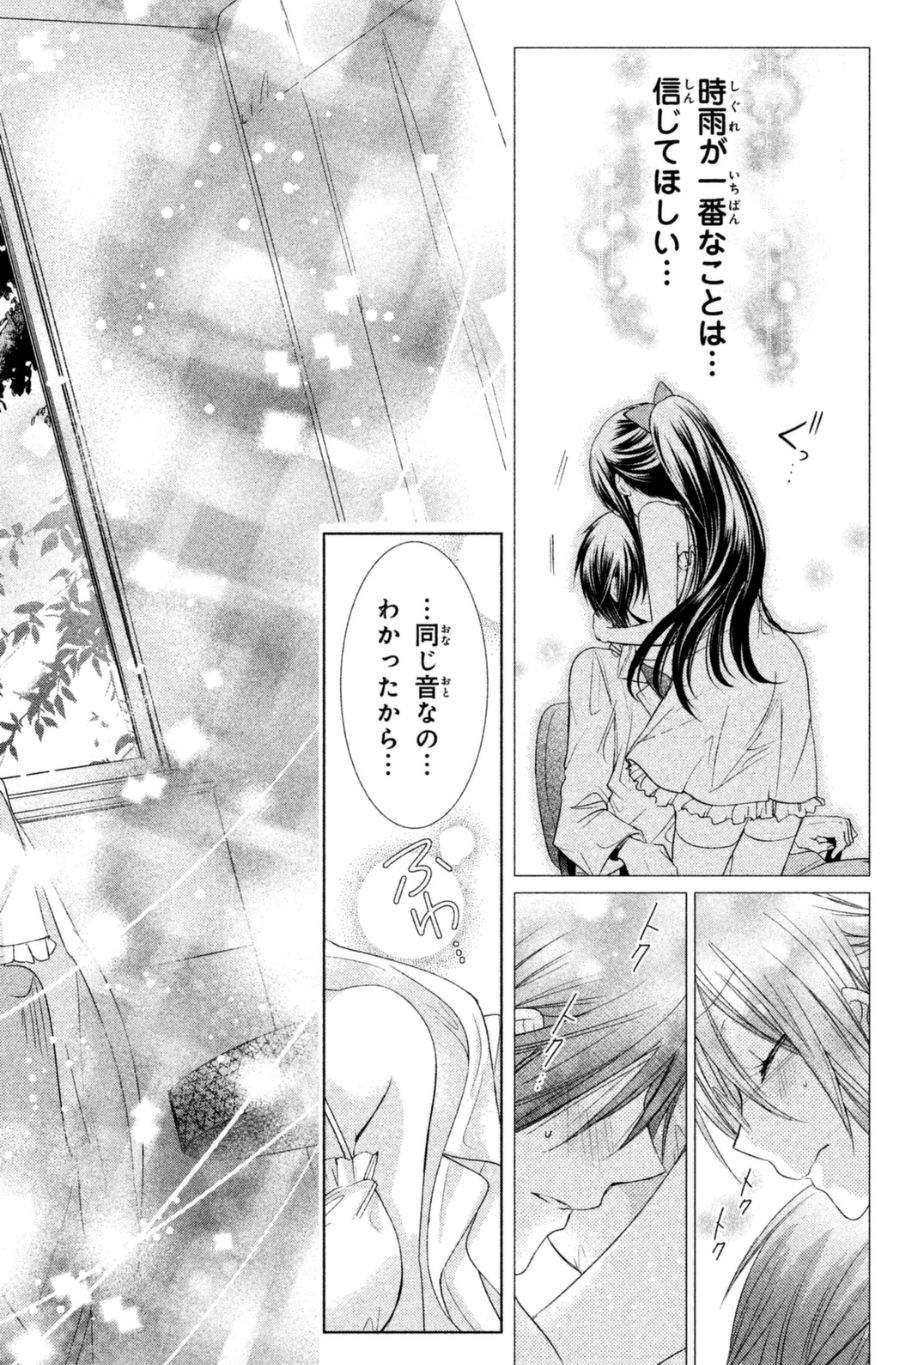 時雨が一番なことは…
信じてほしい…
ぐっ…
トク
トク
トク
トク…
…同じ音なの…
わかったから…
ふわ…